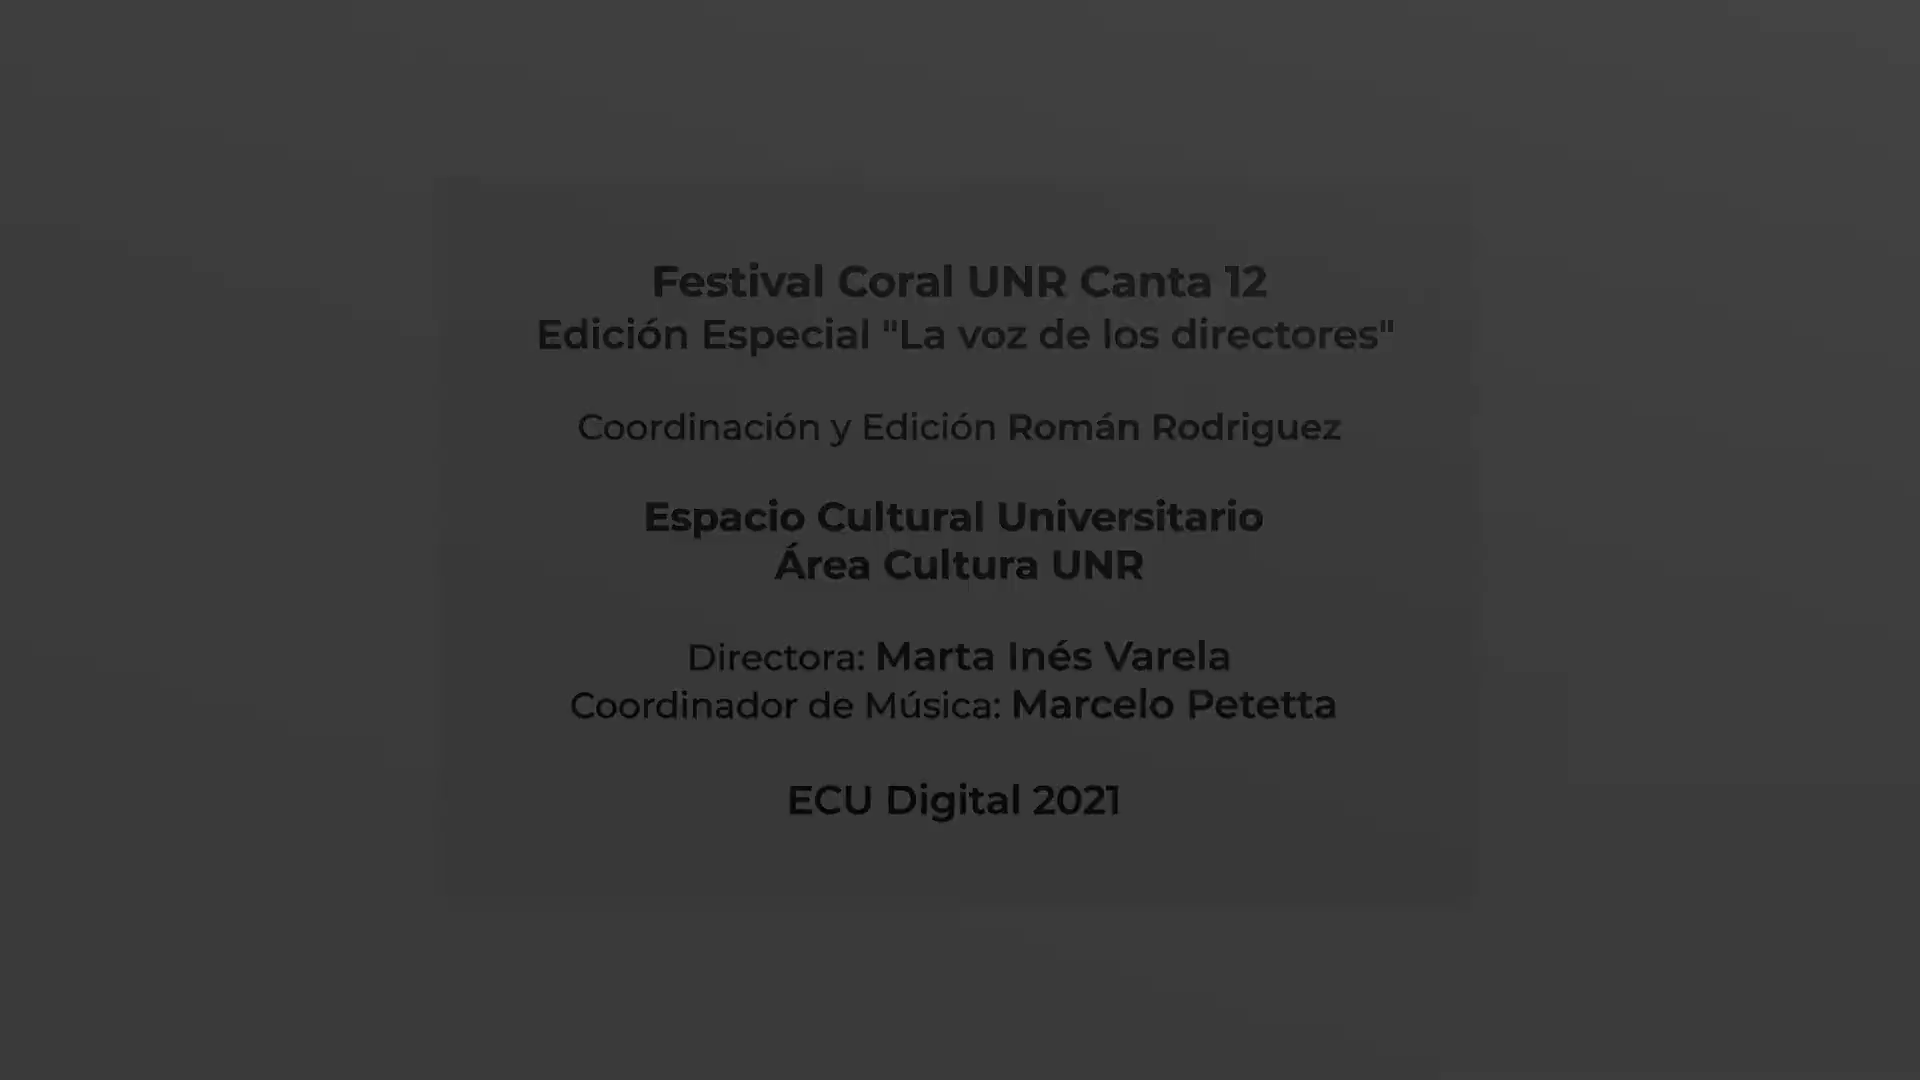 Festival Coral UNR Canta 12
Edición Especial "La voz de los directores"
Coordinación y Edición Román Rodriguez
Espacio Cultural Universitario
Área Cultura UNR
Directora: Marta Inés Varela
Coordinador de Música: Marcelo Petetta
ECU Digital 2021